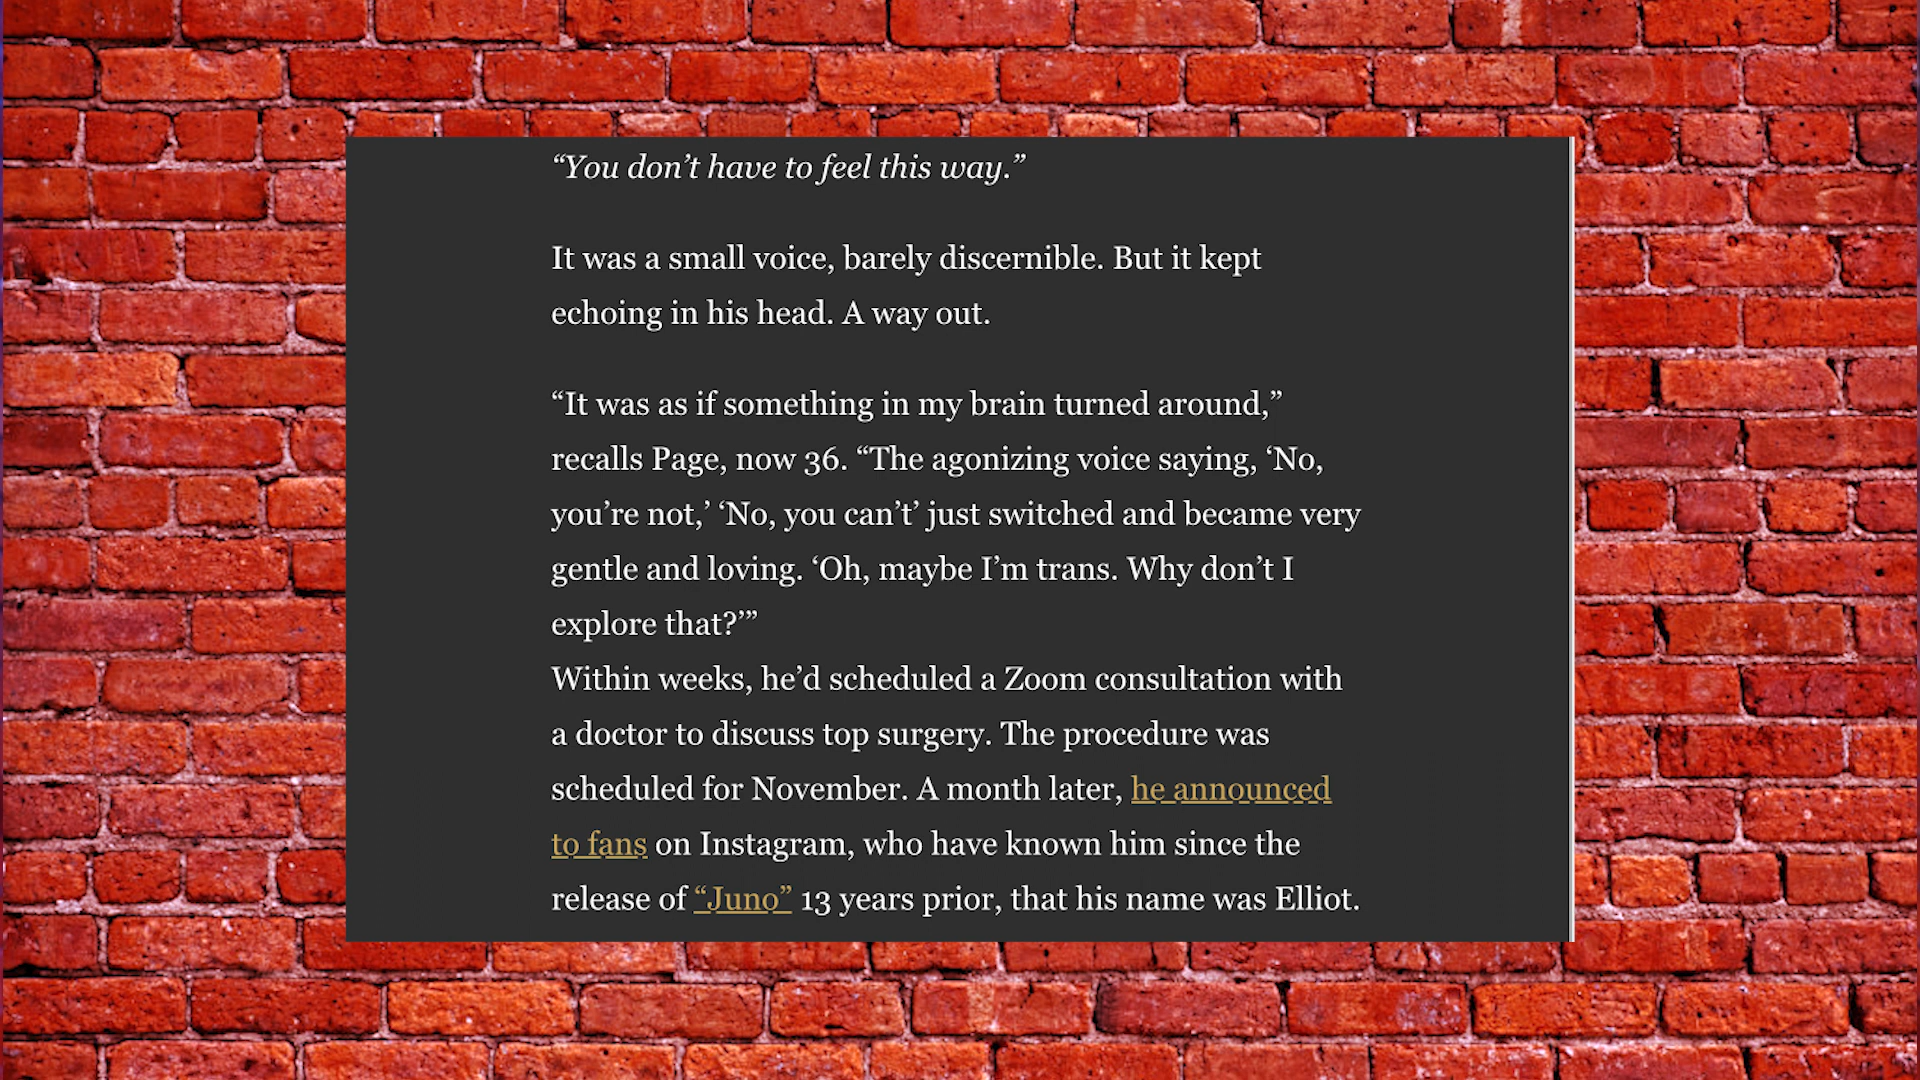 “You don’t have to feel this way.”
It was a small voice, barely discernible. But it kept
echoing in his head. A way out.
“It was as if something in my brain turned around,”
recalls Page, now 36. “The agonizing voice saying, ‘No,
you’re not,’ ‘No, you can’t’ just switched and became very
gentle and loving. ‘Oh, maybe I’m trans. Why don’t I
explore that?’”
Within weeks, he’d scheduled a Zoom consultation with
a doctor to discuss top surgery. The procedure was
scheduled for November. A month later, he announced
to fans on Instagram, who have known him since the
release of “Juno” 13 years prior, that his name was Elliot.